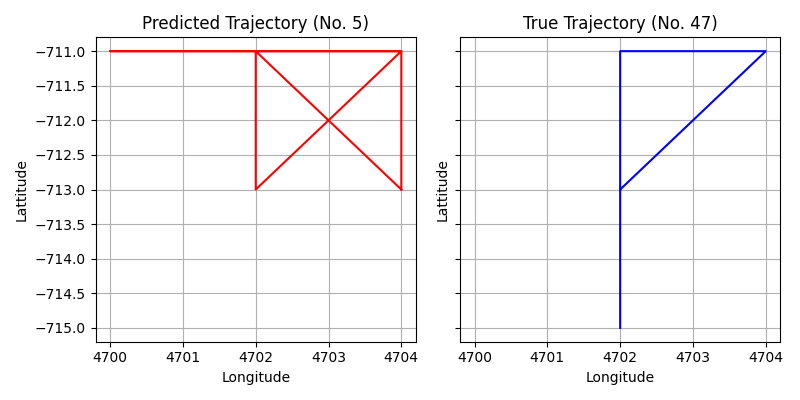 Predicted Trajectory (No. 5)
True Trajectory (No. 47)
−711.0
−711.5
−712.0
−712.5
−713.0
−713.5
−714.0
−714.5
−715.0
Lattitude
Lattitude
4700 4701 4702 4703 4704
4700 4701 4702 4703 4704
Longitude
Longitude